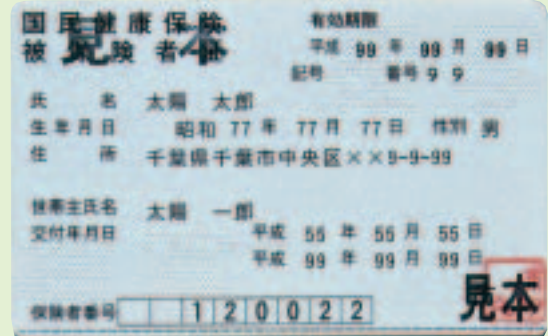 国民健康保険
被保険者証
見本
有効期限
平成 99 年 99 月 99 日
記号 番号 9 9
氏名 太陽 太郎
生年月日 昭和 77 年 77 月 77 日 性別 男
住所 千葉県千葉市中央区××9-9-99
世帯主氏名 太陽 一郎
交付年月日 平成 55 年 55 月 55 日
平成 99 年 99 月 99 日
保険者番号 1 2 0 0 2 2
見本